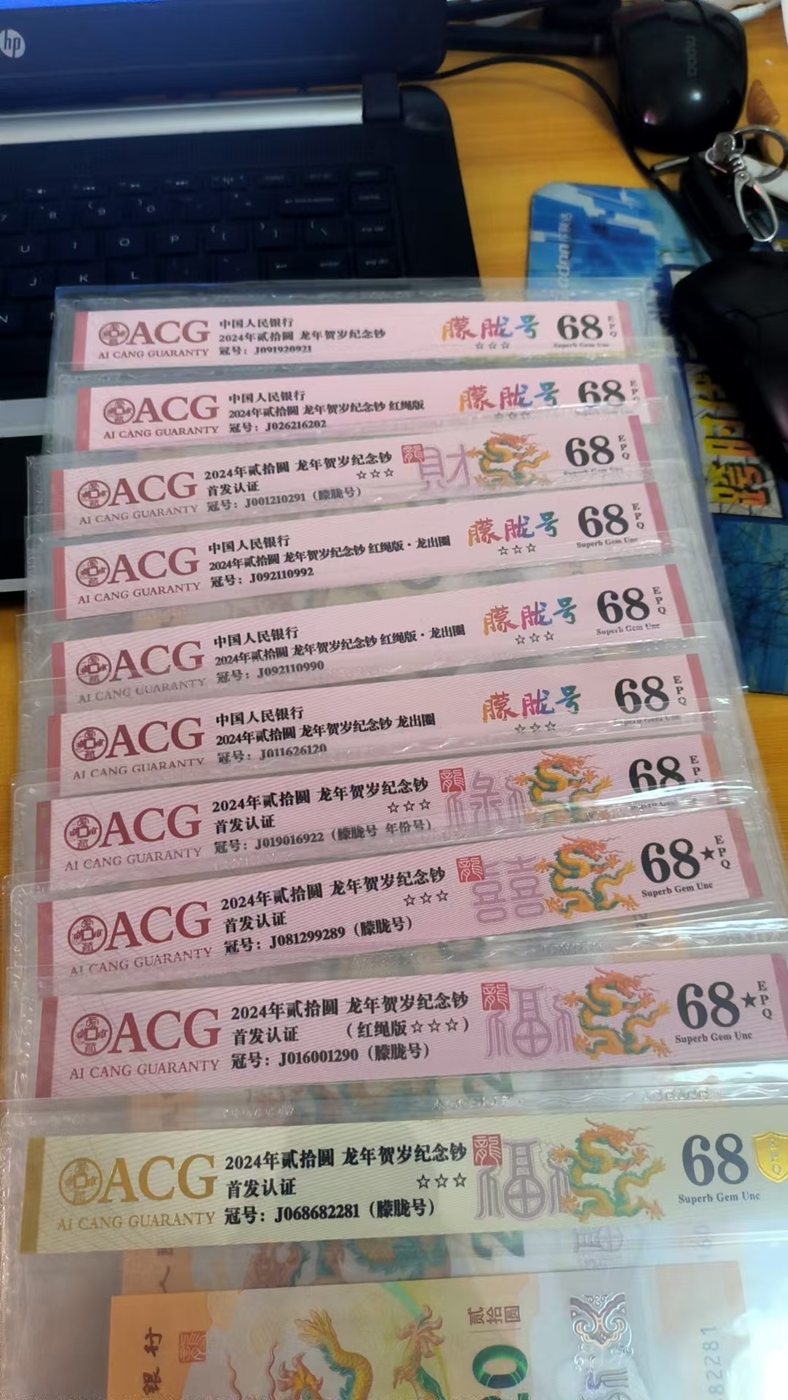 hp
ACG
AI CANG GUARANTY
中国人民银行
2024年贰拾圆 龙年贺岁纪念钞
冠号：J091920921
朦胧号
☆☆☆
68 EPQ
Superb Gem Unc
ACG
AI CANG GUARANTY
中国人民银行
2024年贰拾圆 龙年贺岁纪念钞 红绳版
冠号：J026216202
朦胧号
☆☆☆
68 EPQ
ACG
AI CANG GUARANTY
2024年贰拾圆 龙年贺岁纪念钞
首发认证 ☆☆☆
冠号：J001210291（朦胧号）
龍
財
68 EPQ
Superb Gem Unc
ACG
AI CANG GUARANTY
中国人民银行
2024年贰拾圆 龙年贺岁纪念钞 红绳版·龙出圈
冠号：J092110992
朦胧号
☆☆☆
68 EPQ
Superb Gem Unc
ACG
AI CANG GUARANTY
中国人民银行
2024年贰拾圆 龙年贺岁纪念钞 红绳版·龙出圈
冠号：J092110990
朦胧号
☆☆☆
68 EPQ
Superb Gem Unc
ACG
AI CANG GUARANTY
中国人民银行
2024年贰拾圆 龙年贺岁纪念钞 龙出圈
冠号：J011626120
朦胧号
☆☆☆
68 EPQ
ACG
AI CANG GUARANTY
2024年贰拾圆 龙年贺岁纪念钞
首发认证 ☆☆☆
冠号：J019016922（朦胧号 年份号）
龍
禄
68 EPQ
ACG
AI CANG GUARANTY
2024年贰拾圆 龙年贺岁纪念钞
首发认证 ☆☆☆
冠号：J081299289（朦胧号）
龍
囍
68★ EPQ
Superb Gem Unc
ACG
AI CANG GUARANTY
2024年贰拾圆 龙年贺岁纪念钞
首发认证 （红绳版☆☆☆）
冠号：J016001290（朦胧号）
龍
福
68★ EPQ
Superb Gem Unc
ACG
AI CANG GUARANTY
2024年贰拾圆 龙年贺岁纪念钞
首发认证 ☆☆☆
冠号：J068682281（朦胧号）
龍
福
68
Superb Gem Unc
银行
贰拾圆
2281